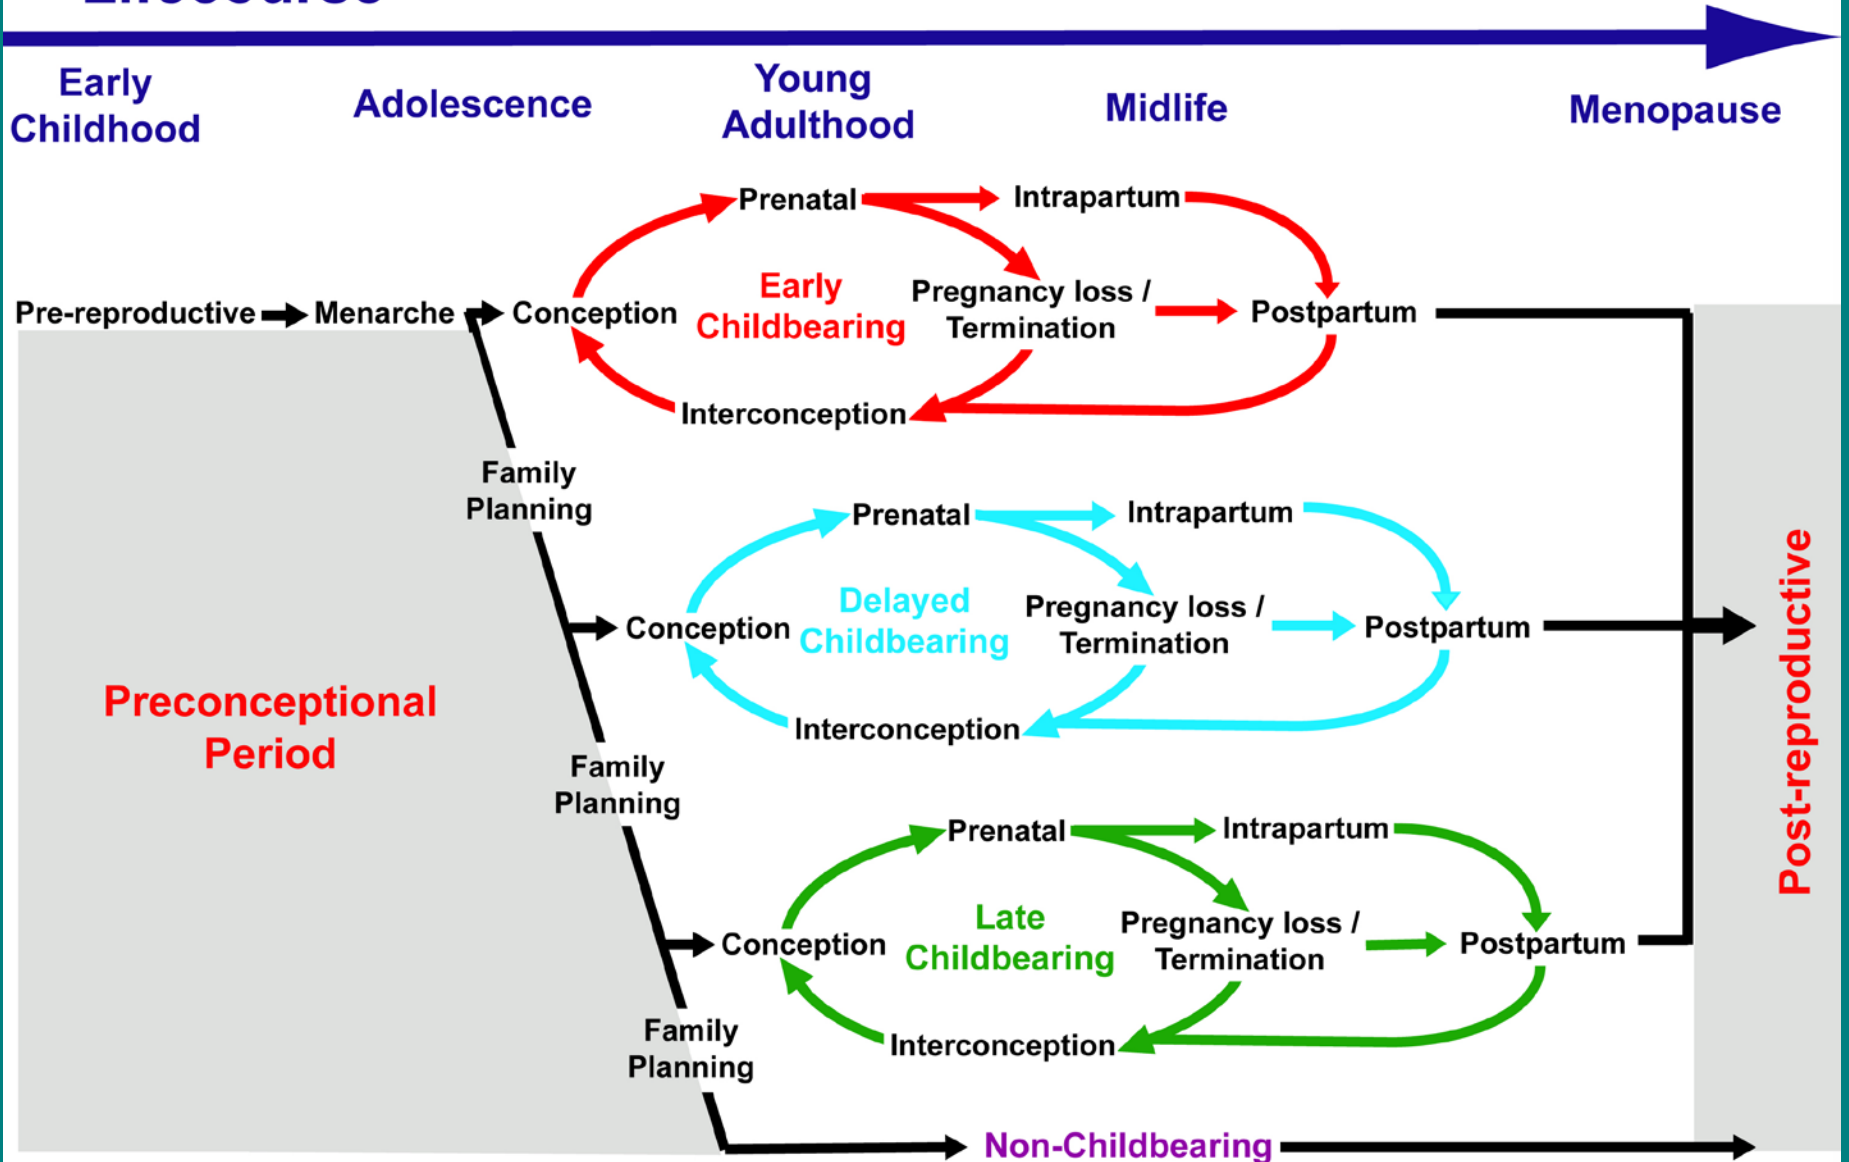 Early
Childhood
Adolescence
Young
Adulthood
Midlife
Menopause
Prenatal
Intrapartum
Early
Childbearing
Pregnancy loss /
Termination
Pre-reproductive
Menarche
Conception
Postpartum
Interconception
Family
Planning
Prenatal
Intrapartum
Delayed
Childbearing
Pregnancy loss /
Termination
Conception
Postpartum
Interconception
Preconceptional
Period
Post-reproductive
Family
Planning
Prenatal
Intrapartum
Late
Childbearing
Pregnancy loss /
Termination
Conception
Postpartum
Interconception
Family
Planning
Non-Childbearing